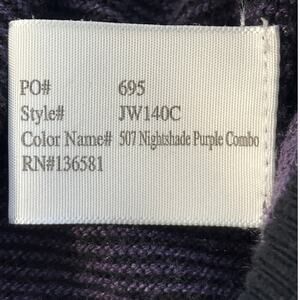 PO# 695
Style# JW140C
Color Name# 507 Nightshade Purple Combo
RN#136581